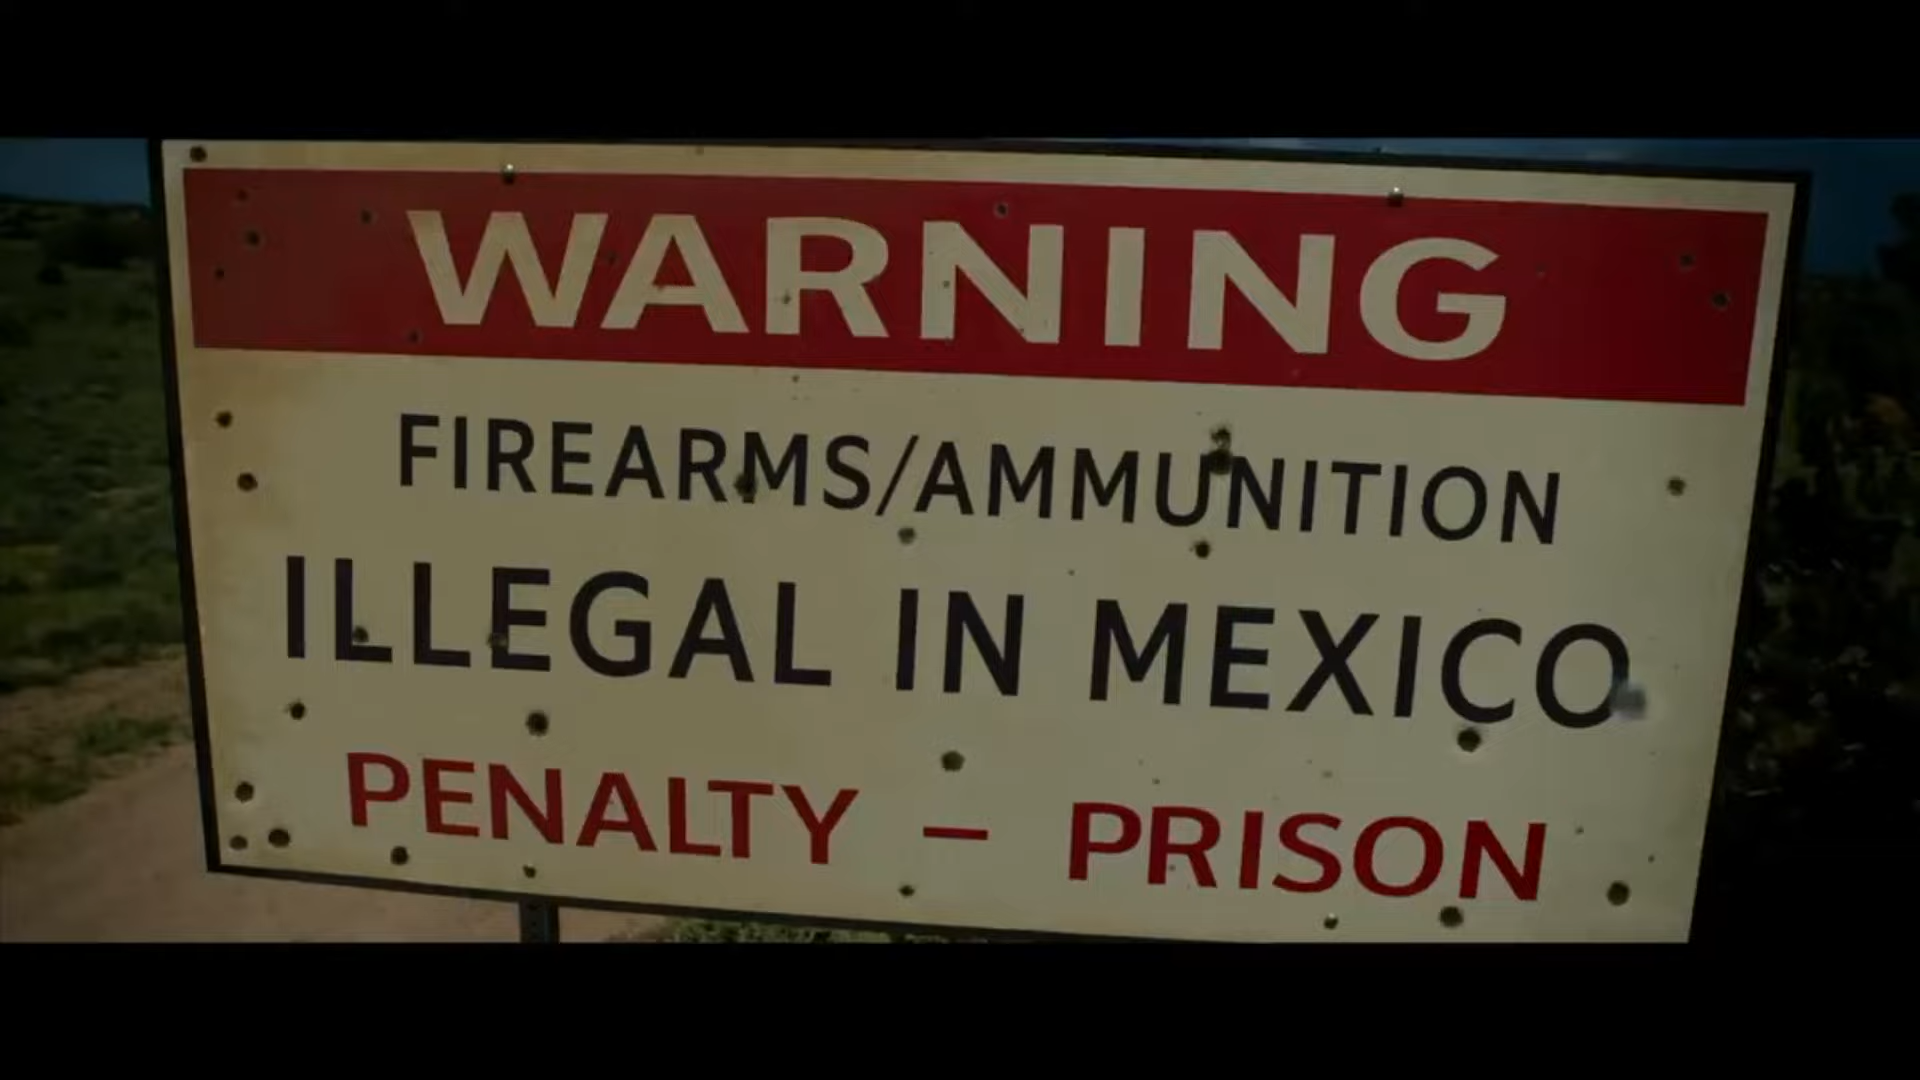 WARNING
FIREARMS/AMMUNITION
ILLEGAL IN MEXICO
PENALTY – PRISON